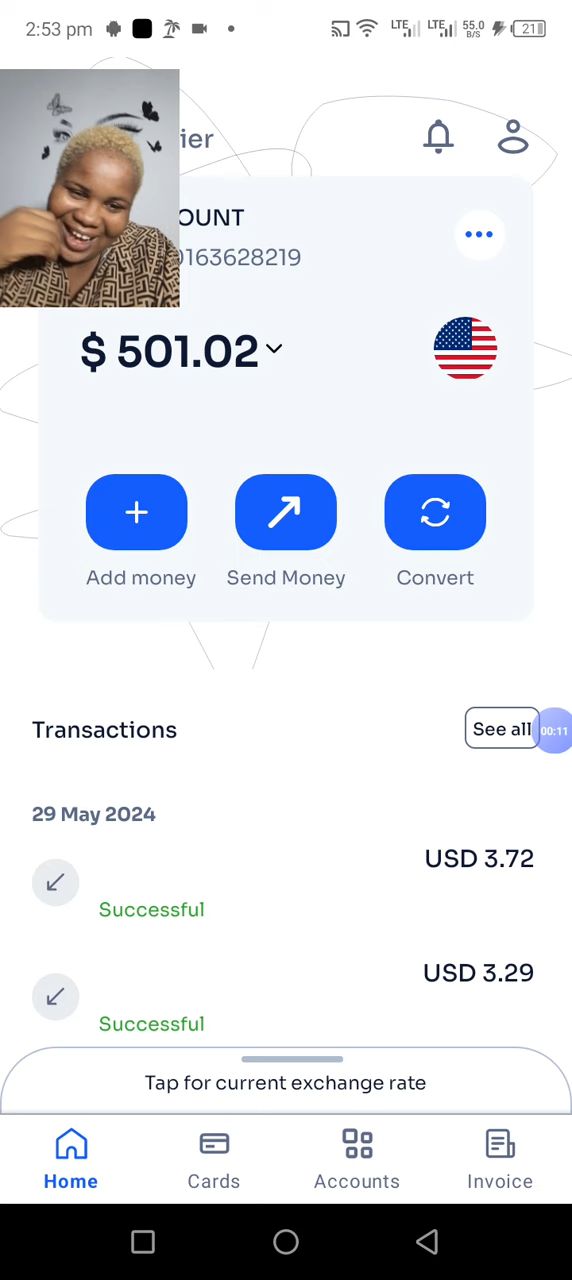 2:53 pm
LTE LTE 55.0 B/S 21
ier
OUNT
0163628219
$ 501.02
Add money Send Money Convert
Transactions
See all
00:11
29 May 2024
USD 3.72
Successful
USD 3.29
Successful
Tap for current exchange rate
Home Cards Accounts Invoice